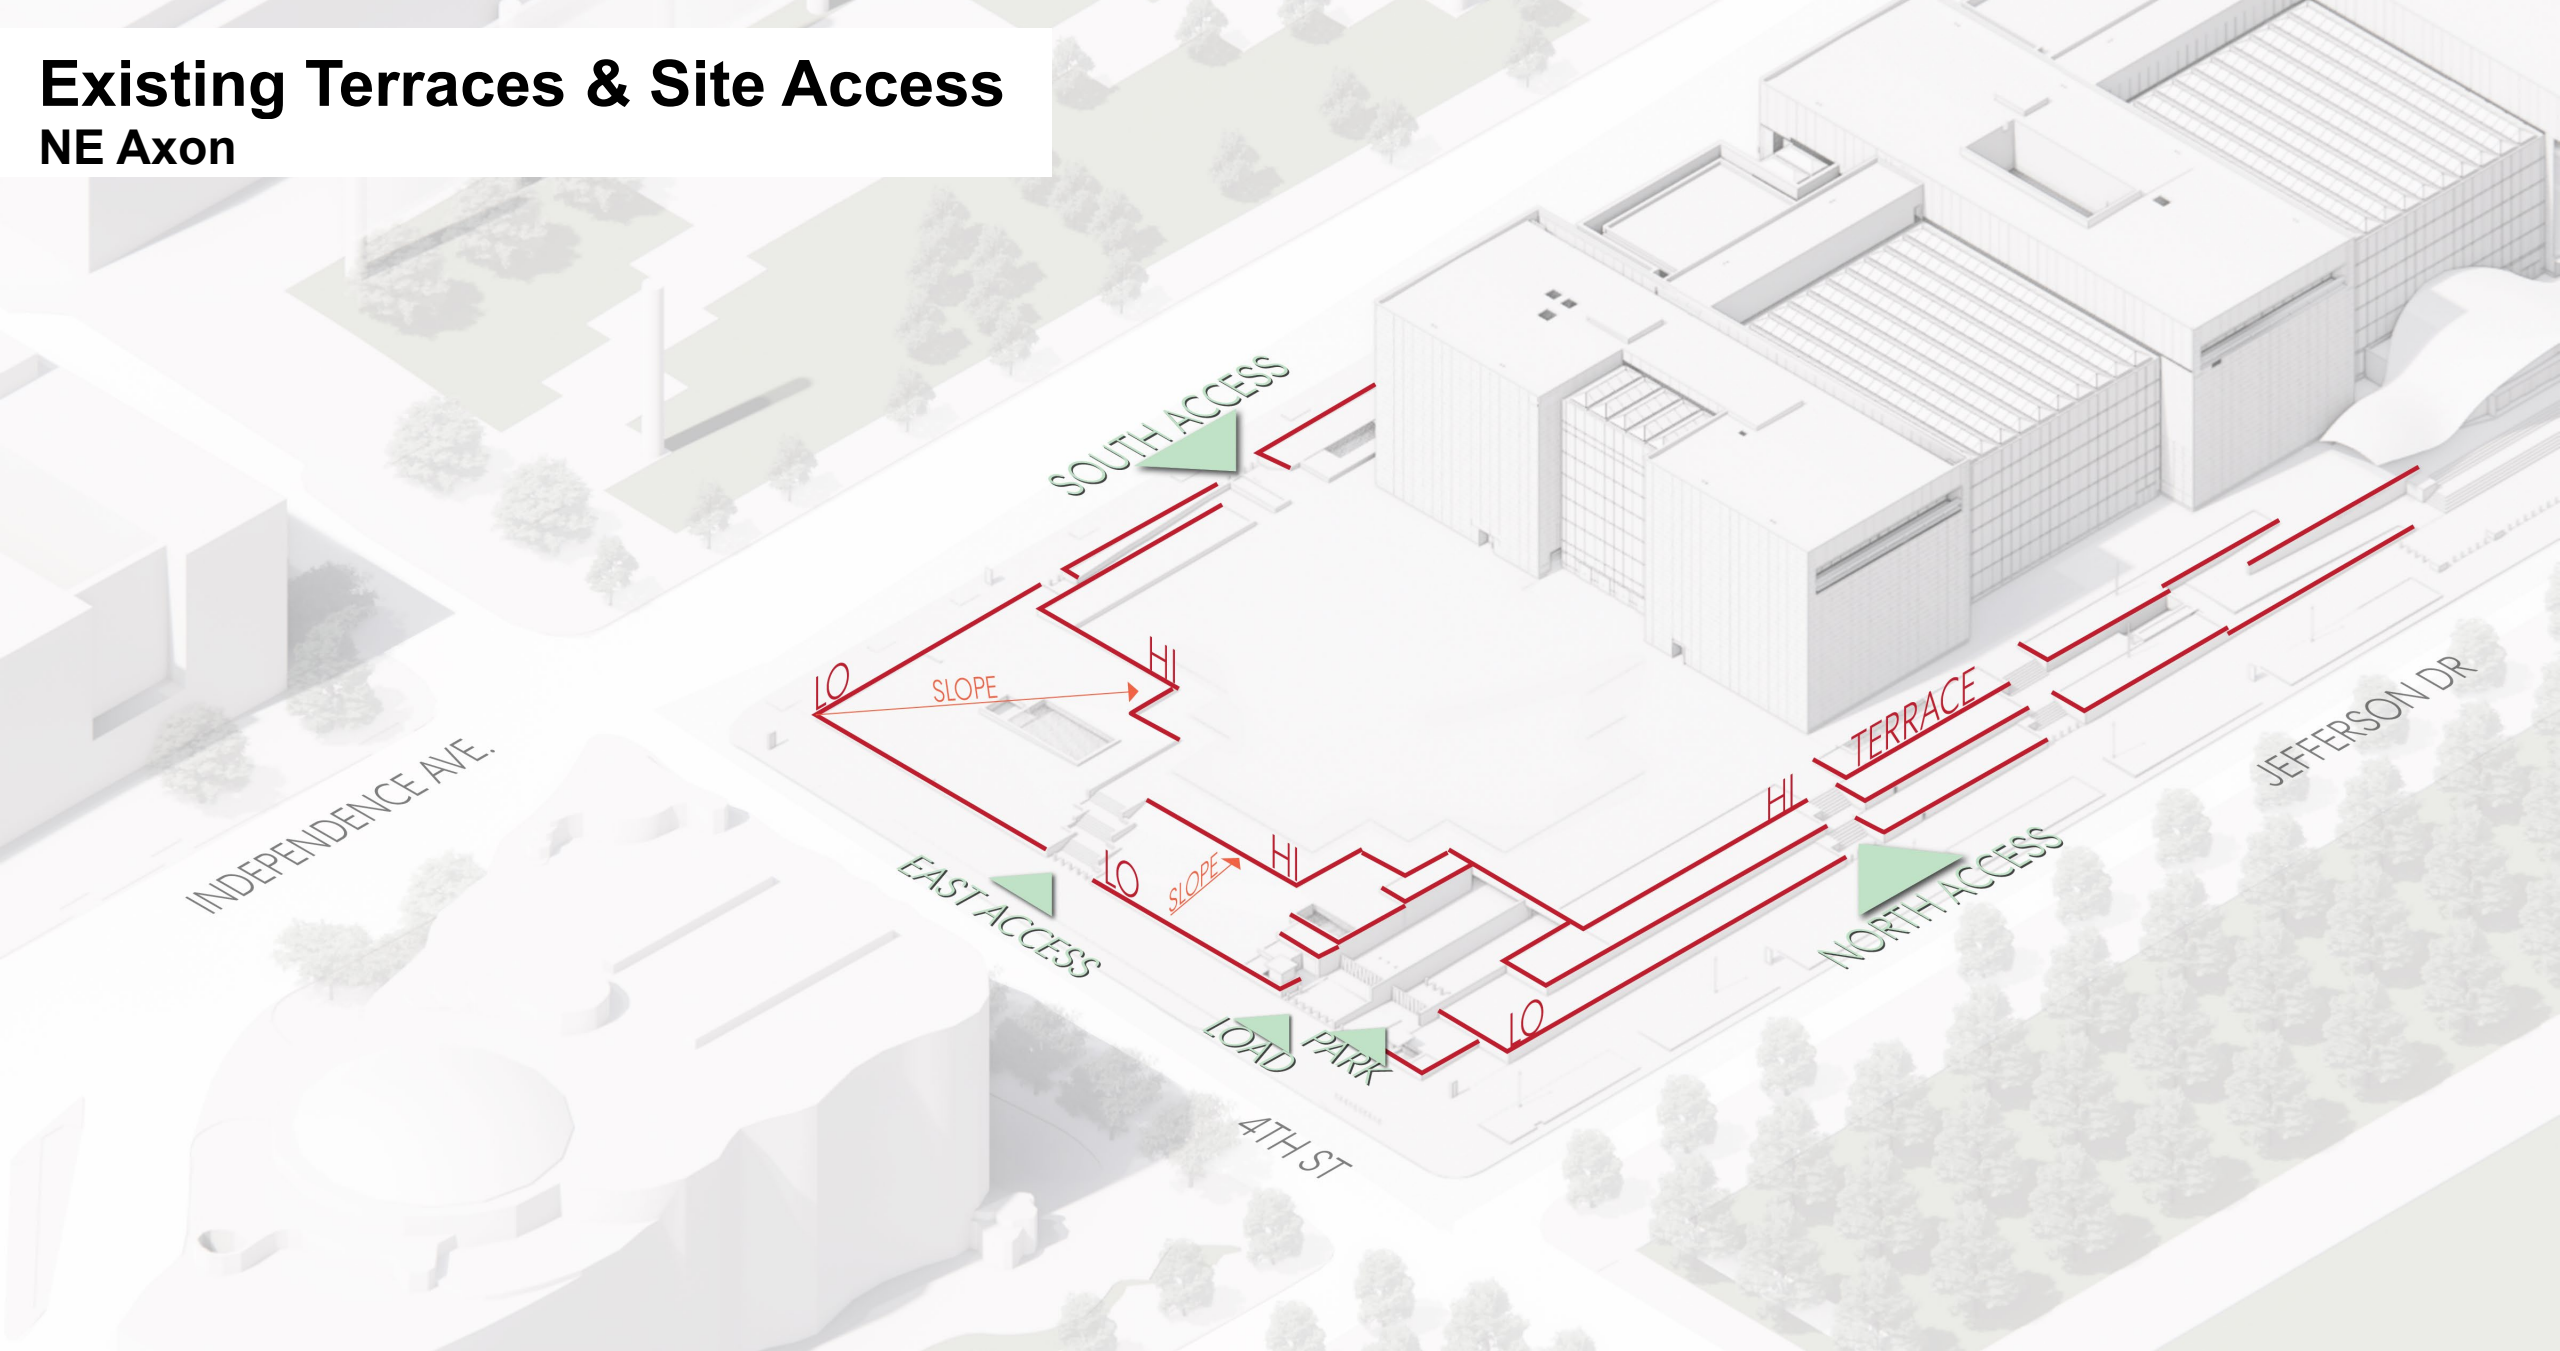 Existing Terraces & Site Access
NE Axon
SOUTH ACCESS
HI
LO
SLOPE
TERRACE
JEFFERSON DR
INDEPENDENCE AVE.
HI
NORTH ACCESS
HI
LO
SLOPE
EAST ACCESS
LO
LOAD
PARK
4TH ST